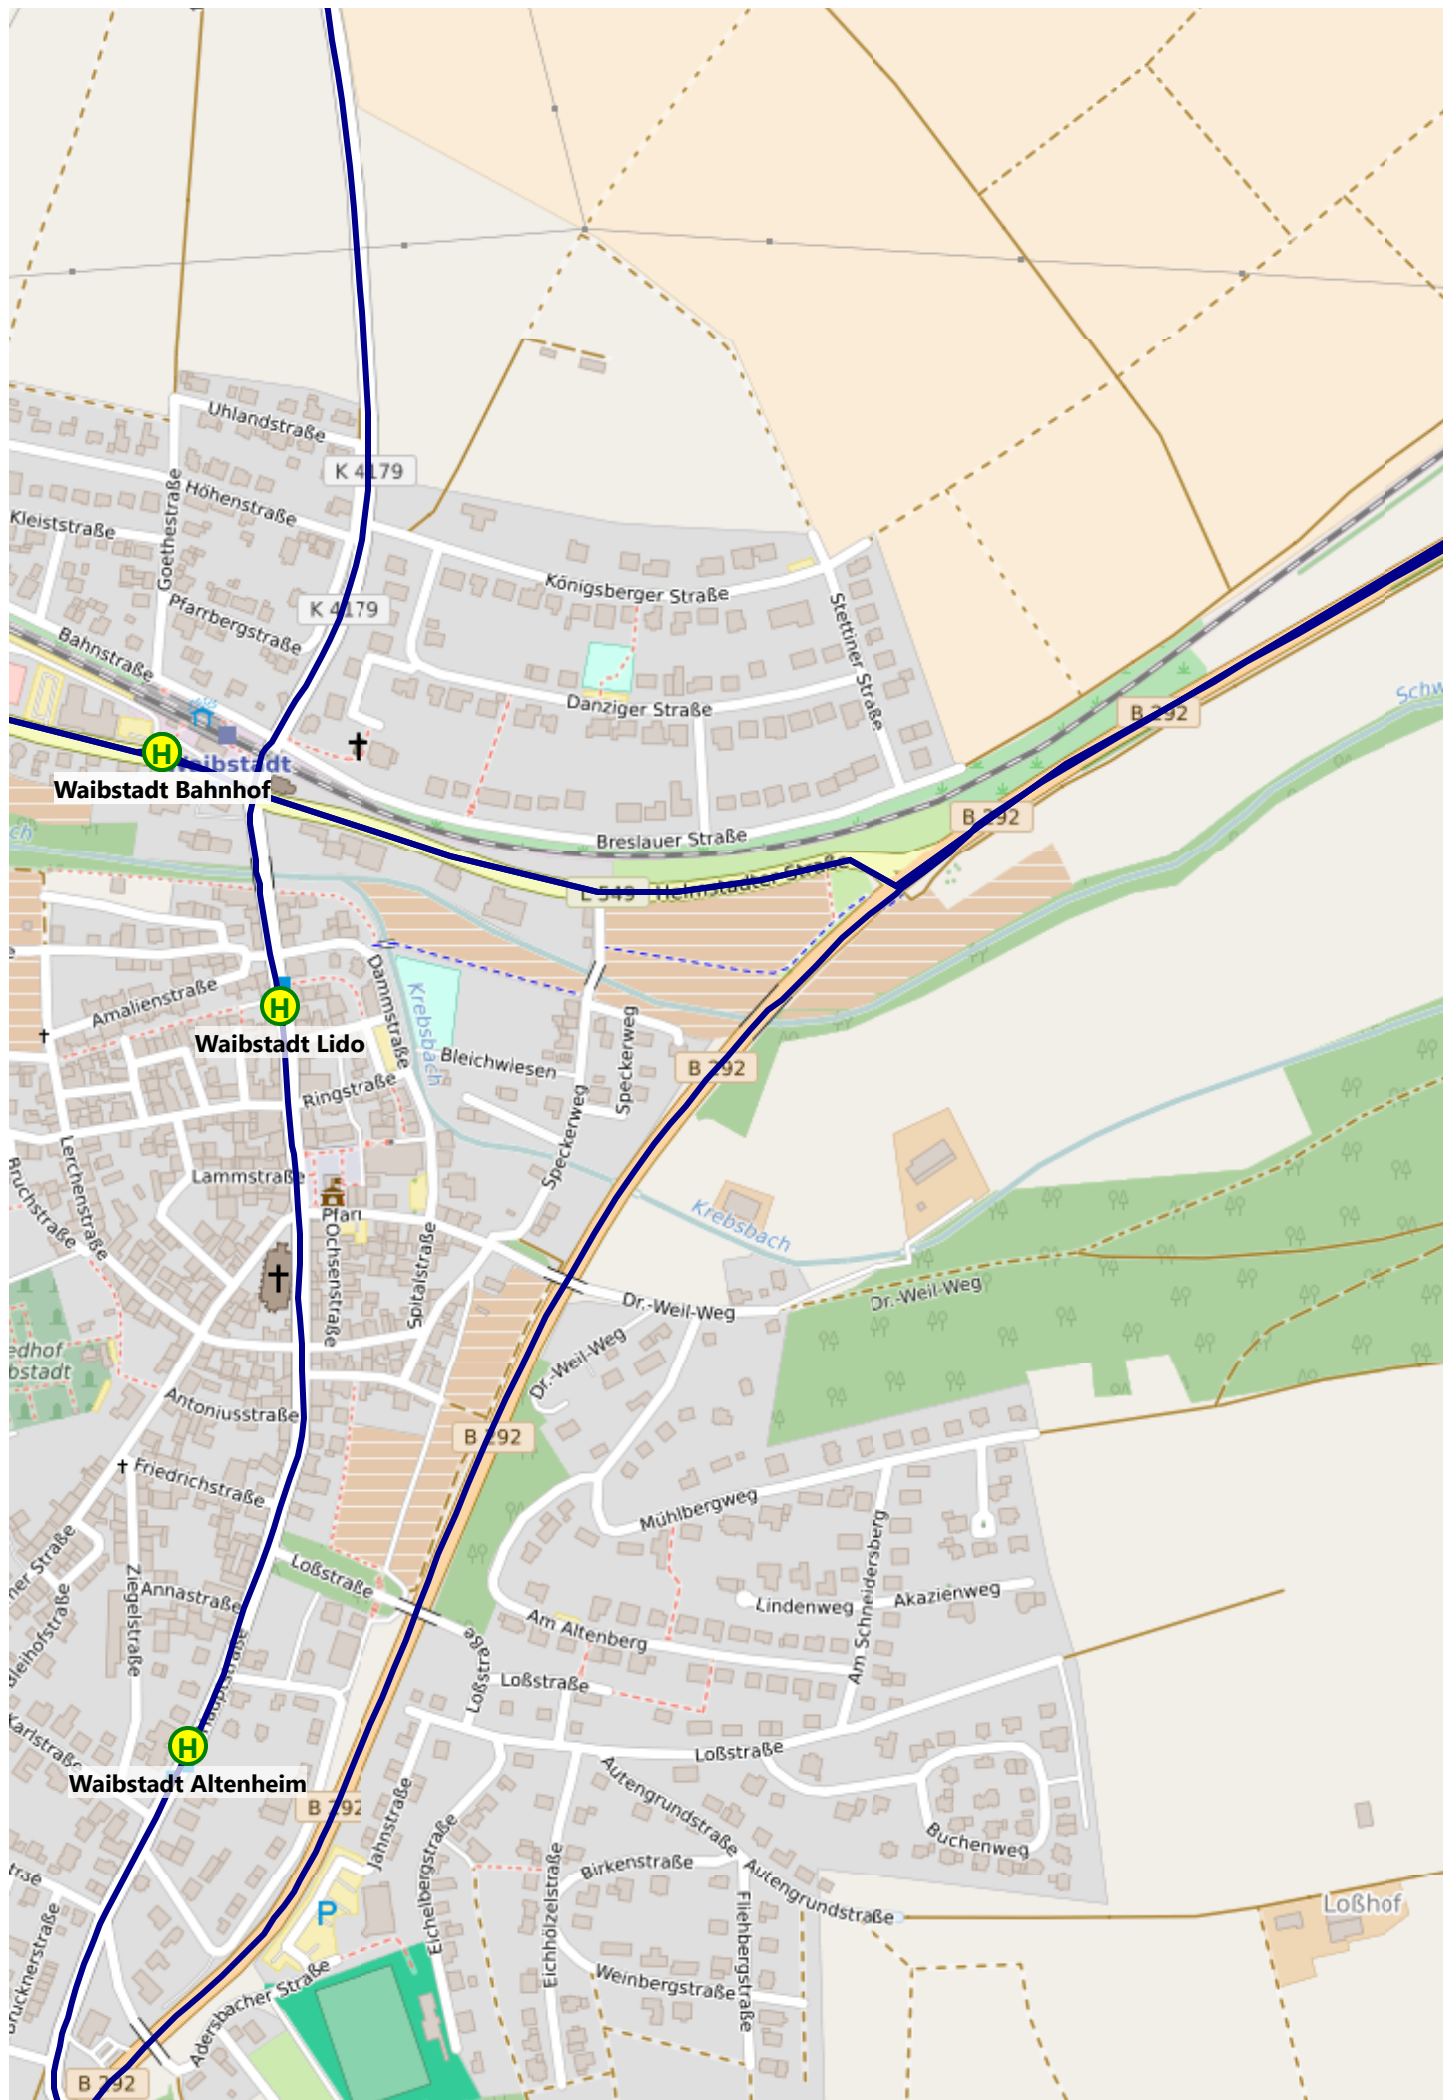 Uhlandstraße
K 4179
Höhenstraße
Goethestraße
Kleiststraße
Königsberger Straße
K 4179
Pfarrbergstraße
Stettiner Straße
Bahnstraße
Danziger Straße
B 292
H
Waibstadt Bahnhof
B 292
Breslauer Straße
L 549
Helmstadter Straße
Dammstraße
Amalienstraße
Krebsbach
H
Waibstadt Lido
Speckerweg
Bleichwiesen
B 292
Ringstraße
Speckerweg
Lerchenstraße
Bruchstraße
Lammstraße
Krebsbach
Ochsenstraße
Spitalstraße
Dr.-Weil-Weg
Dr.-Weil-Weg
Dr.-Weil-Weg
Antoniusstraße
B 292
Friedrichstraße
Mühlbergweg
Am Schneidersberg
Loßstraße
Ziegelstraße
Annastraße
Lindenweg
Akazienweg
Am Altenberg
Loßstraße
Loßstraße
Hauptstraße
Karlstraße
H
Waibstadt Altenheim
Loßstraße
Autengrundstraße
B 292
Jahnstraße
Buchenweg
Eichelbergstraße
Birkenstraße
Autengrundstraße
Eichhölzelstraße
Fliehbergstraße
P
Loßhof
Weinbergstraße
Adersbacher Straße
B 292